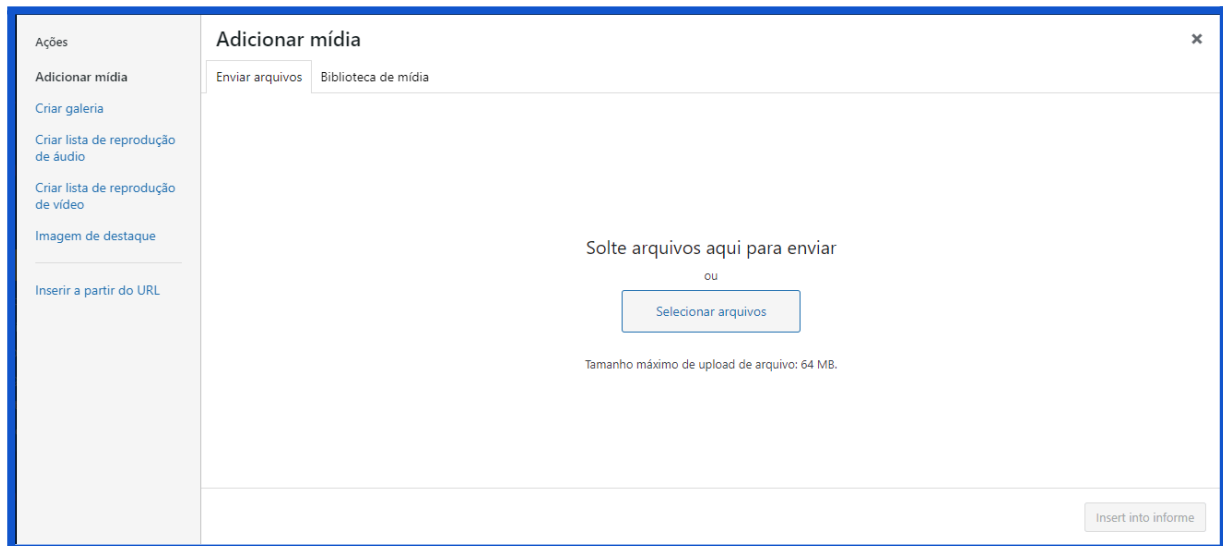 Ações
Adicionar mídia
Criar galeria
Criar lista de reprodução
de áudio
Criar lista de reprodução
de vídeo
Imagem de destaque
Inserir a partir do URL
Adicionar mídia
Enviar arquivos
Biblioteca de mídia
Solte arquivos aqui para enviar
ou
Selecionar arquivos
Tamanho máximo de upload de arquivo: 64 MB.
Insert into informe